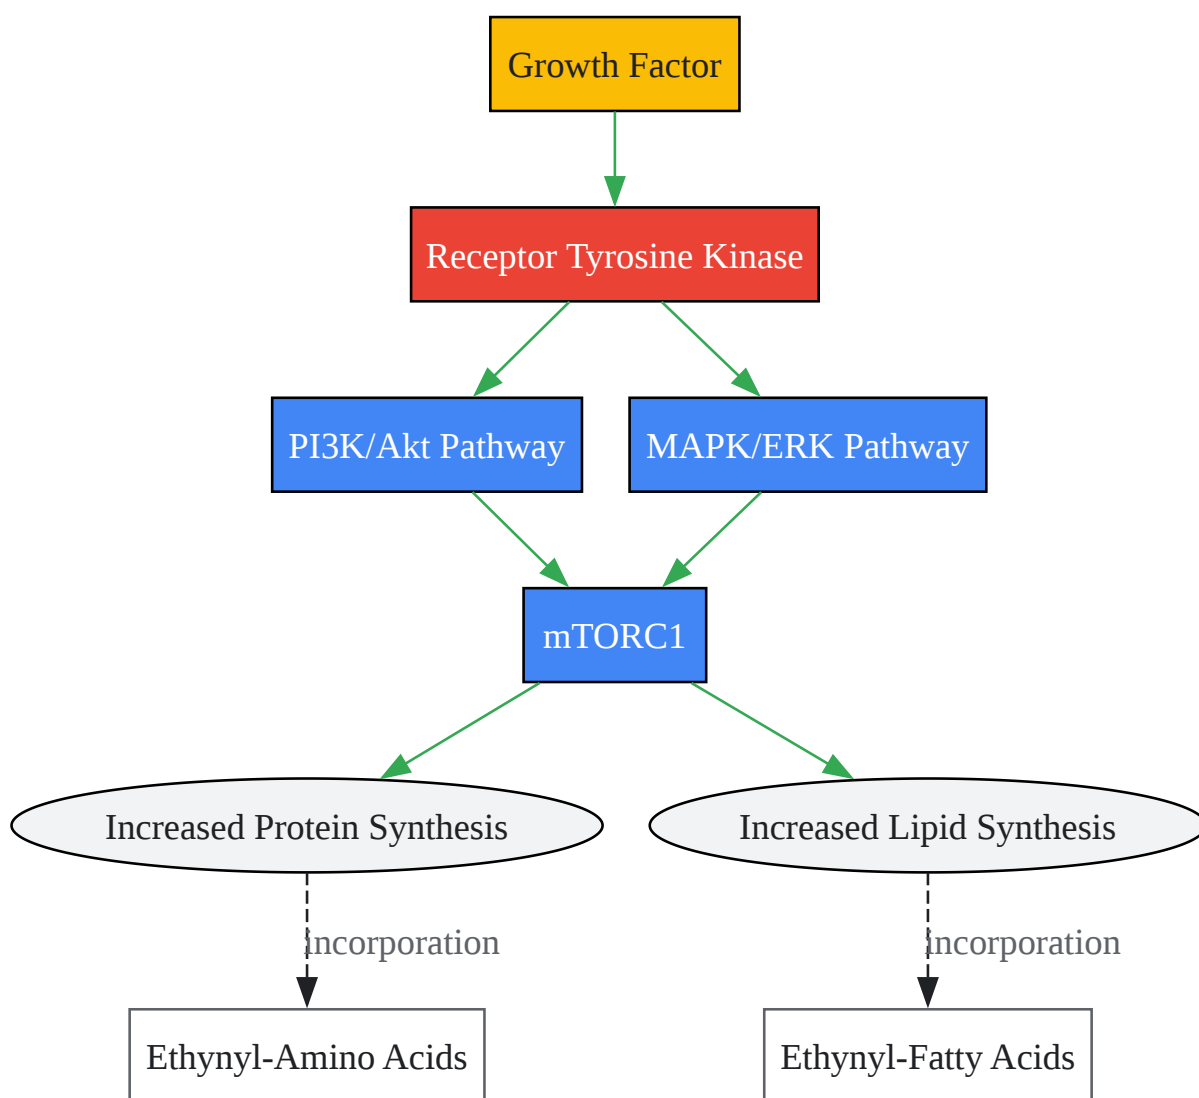 Growth Factor
Receptor Tyrosine Kinase
PI3K/Akt Pathway
MAPK/ERK Pathway
mTORC1
Increased Protein Synthesis
Increased Lipid Synthesis
incorporation
incorporation
Ethynyl-Amino Acids
Ethynyl-Fatty Acids